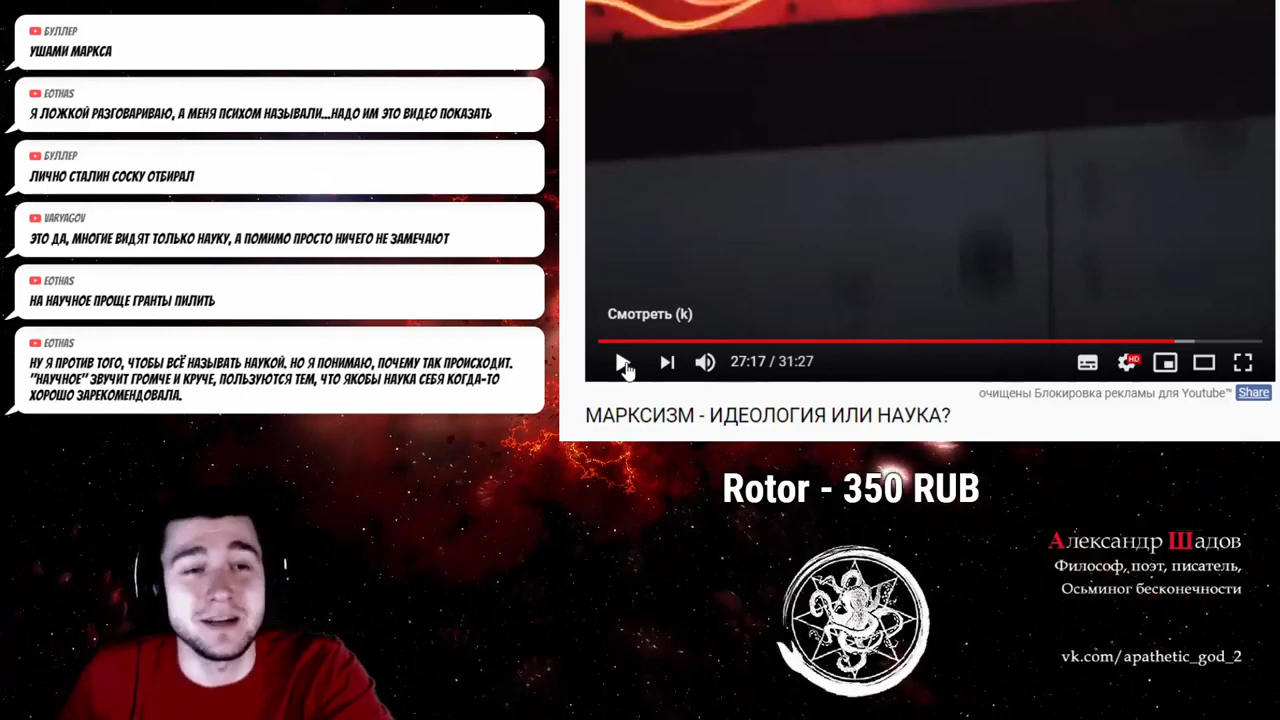 БУЛЛЕР
УШАМИ МАРКСА
EOTHAS
Я ЛОЖКОЙ РАЗГОВАРИВАЮ, А МЕНЯ ПСИХОМ НАЗЫВАЛИ...НАДО ИМ ЭТО ВИДЕО ПОКАЗАТЬ
БУЛЛЕР
ЛИЧНО СТАЛИН СОСКУ ОТБИРАЛ
VARYAGOV
ЭТО ДА, МНОГИЕ ВИДЯТ ТОЛЬКО НАУКУ, А ПОМИМО ПРОСТО НИЧЕГО НЕ ЗАМЕЧАЮТ
EOTHAS
НА НАУЧНОЕ ПРОЩЕ ГРАНТЫ ПИЛИТЬ
EOTHAS
НУ Я ПРОТИВ ТОГО, ЧТОБЫ ВСЁ НАЗЫВАТЬ НАУКОЙ. НО Я ПОНИМАЮ, ПОЧЕМУ ТАК ПРОИСХОДИТ.
"НАУЧНОЕ" ЗВУЧИТ ГРОМЧЕ И КРУЧЕ, ПОЛЬЗУЮТСЯ ТЕМ, ЧТО ЯКОБЫ НАУКА СЕБЯ КОГДА-ТО
ХОРОШО ЗАРЕКОМЕНДОВАЛА.
Смотреть (k)
27:17 / 31:27
HD
очищены Блокировка рекламы для Youtube™ Share
МАРКСИЗМ - ИДЕОЛОГИЯ ИЛИ НАУКА?
Rotor - 350 RUB
Александр Шадов
Философ, поэт, писатель,
Осьминог бесконечности
vk.com/apathetic_god_2